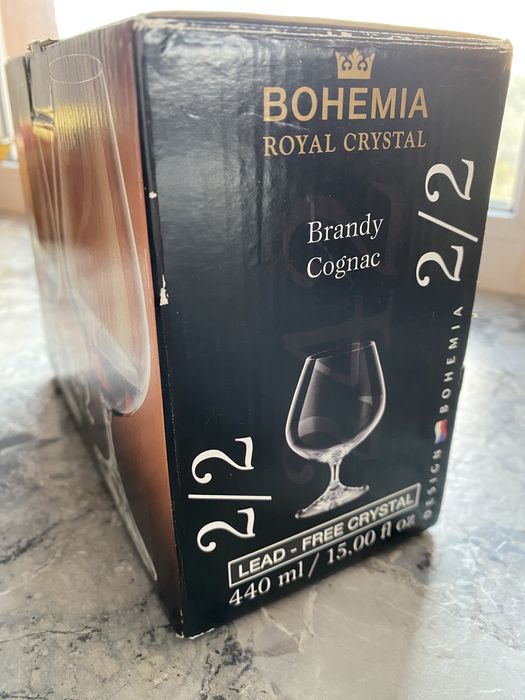 BOHEMIA
ROYAL CRYSTAL
Brandy
Cognac
2/2
DESIGN BOHEMIA
2/2
LEAD - FREE CRYSTAL
440 ml / 15.00 fl oz